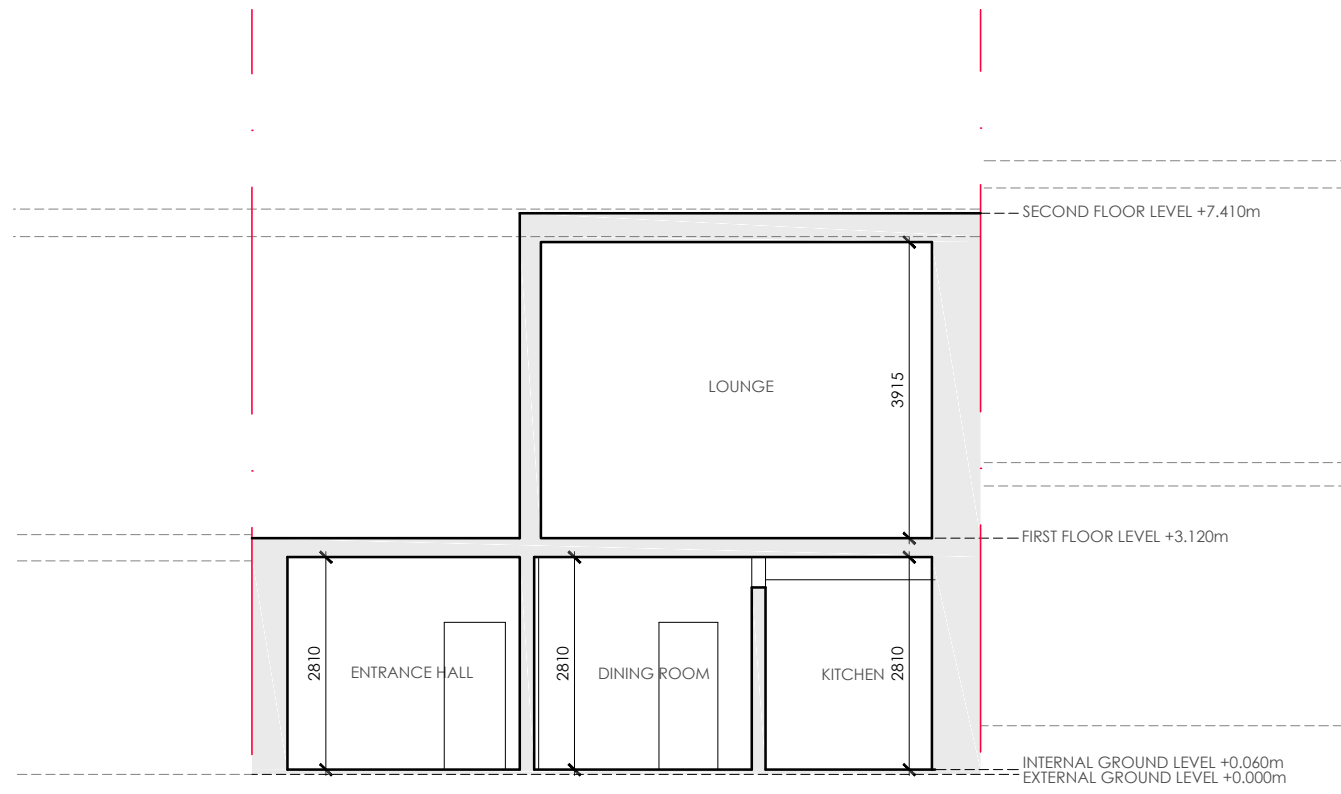 SECOND FLOOR LEVEL +7.410m
LOUNGE
3915
FIRST FLOOR LEVEL +3.120m
2810
ENTRANCE HALL
2810
DINING ROOM
KITCHEN
2810
INTERNAL GROUND LEVEL +0.060m
EXTERNAL GROUND LEVEL +0.000m